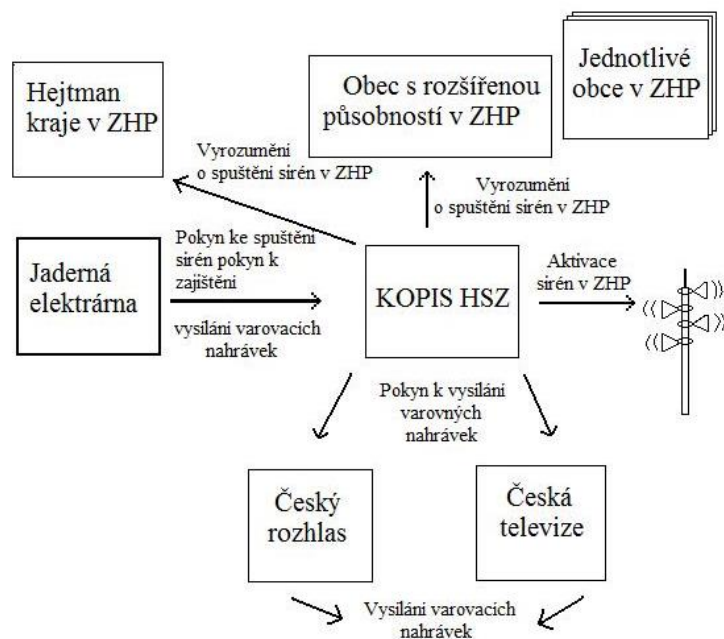 Jednotlivé
obce v ZHP
Hejtman
kraje v ZHP
Obec s rozšířenou
působností v ZHP
Vyrozumění
o spuštění sirén v ZHP
Vyrozumění
o spuštění sirén v ZHP
Jaderná
elektrárna
Pokyn ke spuštění
sirén pokyn k
zajištění
vysílání varovacích
nahrávek
KOPIS HSZ
Aktivace
sirén v ZHP
Pokyn k vysílání
varovných
nahrávek
Český
rozhlas
Česká
televize
Vysílání varovacích
nahrávek